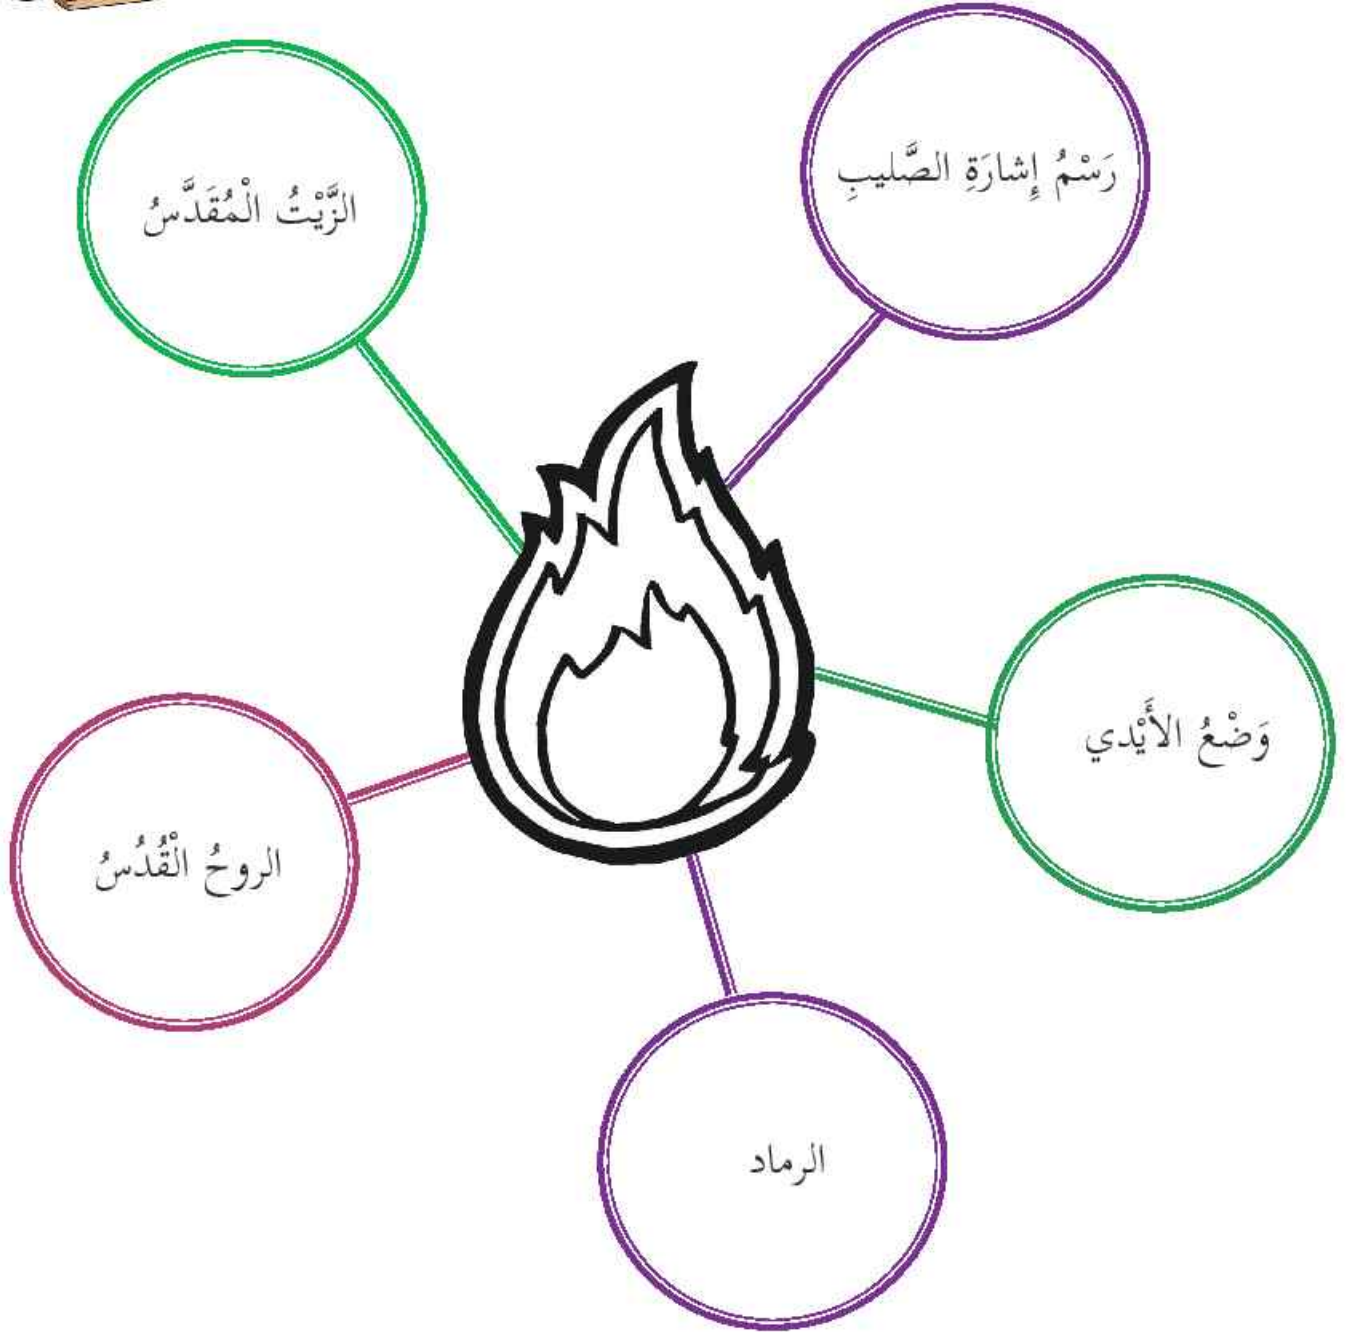 رَسْمُ إِشارَةِ الصَّليبِ
الزَّيْتُ الْمُقَدَّسُ
وَضْعُ الأَيْدي
الروحُ الْقُدُسُ
الرماد